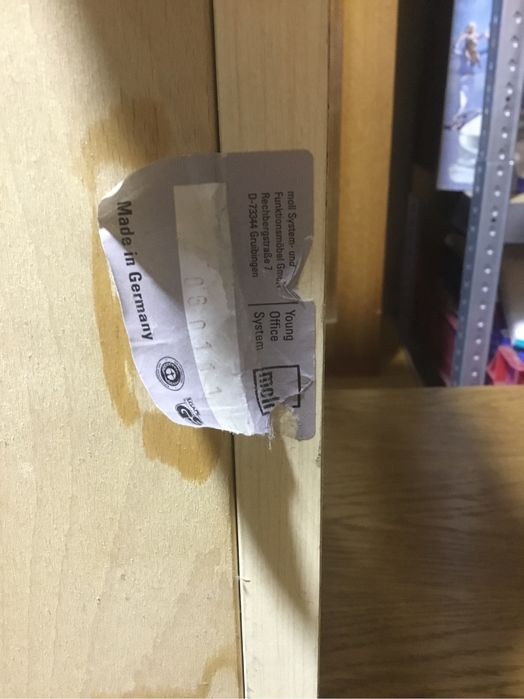 moll System- und
Funktionsmöbel GmbH
Rechbergstraße 7
D-73344 Gruibingen
Young
Office
System
moll
Made in Germany